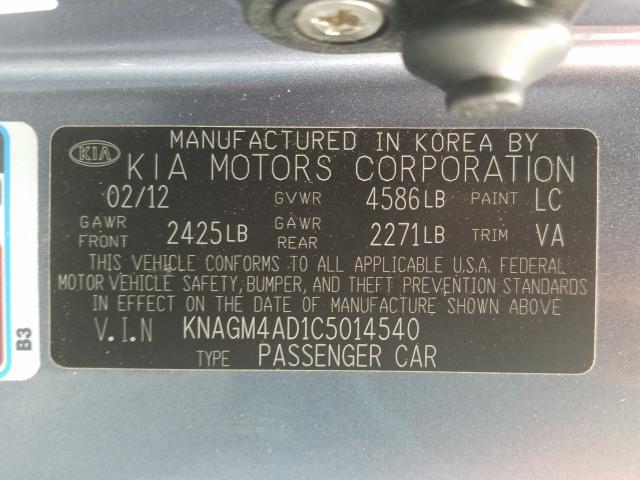 MANUFACTURED IN KOREA BY
KIA KIA MOTORS CORPORATION
02/12 GVWR 4586LB PAINT LC
GAWR FRONT 2425LB GAWR REAR 2271LB TRIM VA
THIS VEHICLE CONFORMS TO ALL APPLICABLE U.S.A. FEDERAL
MOTOR VEHICLE SAFETY, BUMPER, AND THEFT PREVENTION STANDARDS
IN EFFECT ON THE DATE OF MANUFACTURE SHOWN ABOVE
V.I.N KNAGM4AD1C5014540
TYPE PASSENGER CAR
B3